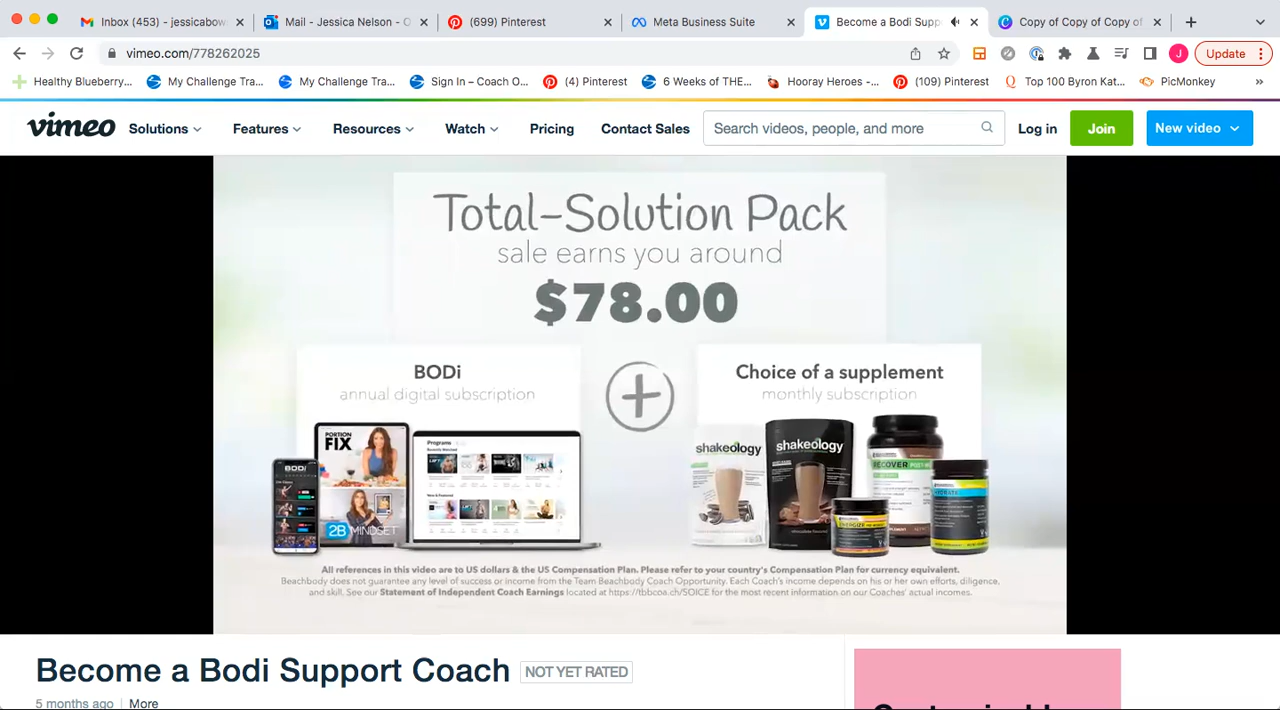 Inbox (453) - jessicabow
Mail - Jessica Nelson - O
(699) Pinterest
Meta Business Suite
Become a Bodi Supp
Copy of Copy of Copy of
vimeo.com/778262025
J
Update
Healthy Blueberry...
My Challenge Tra...
My Challenge Tra...
Sign In – Coach O...
(4) Pinterest
6 Weeks of THE...
Hooray Heroes -...
(109) Pinterest
Top 100 Byron Kat...
PicMonkey
»
vimeo
Solutions
Features
Resources
Watch
Pricing
Contact Sales
Search videos, people, and more
Log in
Join
New video
Total-Solution Pack
sale earns you around
$78.00
BODi
annual digital subscription
Choice of a supplement
monthly subscription
PORTION
FIX
BODi
2B MINDSET
Programs
shakeology
shakeology
RECOVER
ENERGIZE
HYDRATE
All references in this video are to US dollars & the US Compensation Plan. Please refer to your country's Compensation Plan for currency equivalent.
Beachbody does not guarantee any level of success or income from the Team Beachbody Coach Opportunity. Each Coach's income depends on his or her own efforts, diligence,
and skill. See our Statement of Independent Coach Earnings located at https://tbbcoa.ch/SOICE for the most recent information on our Coaches' actual incomes.
Become a Bodi Support Coach
NOT YET RATED
5 months ago
More